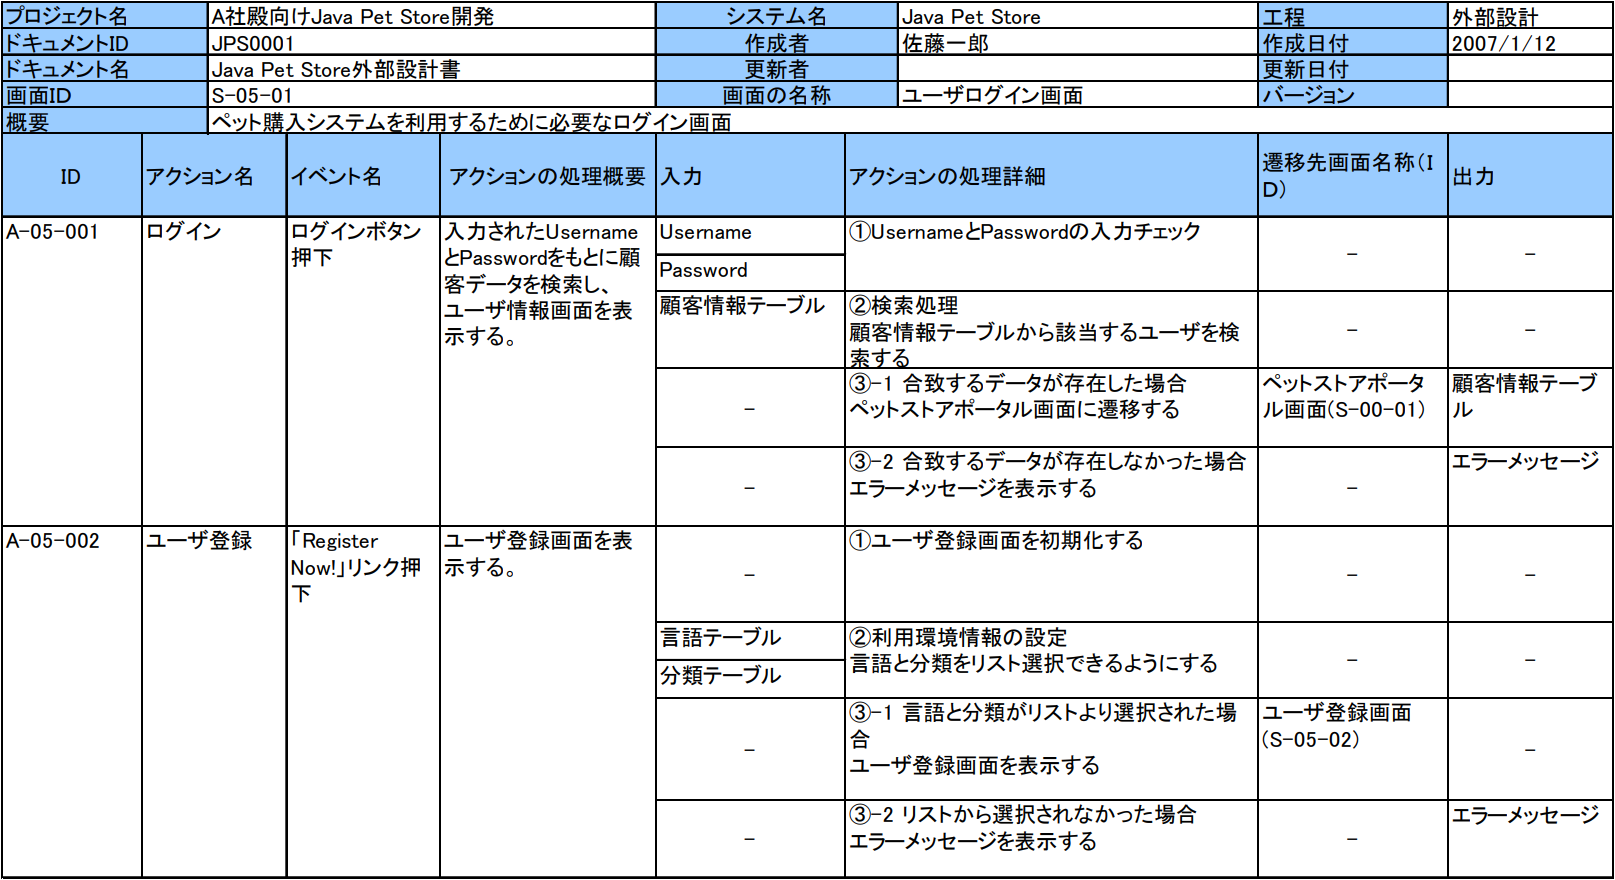 プロジェクト名 A社殿向けJava Pet Store開発 システム名 Java Pet Store 工程 外部設計
ドキュメントID JPS0001 作成者 佐藤一郎 作成日付 2007/1/12
ドキュメント名 Java Pet Store外部設計書 更新者 更新日付
画面ID S-05-01 画面の名称 ユーザログイン画面 バージョン
概要 ペット購入システムを利用するために必要なログイン画面
ID
アクション名
イベント名
アクションの処理概要
入力
アクションの処理詳細
遷移先画面名称(I
D)
出力
A-05-001
ログイン
ログインボタン
押下
入力されたUsername
とPasswordをもとに顧
客データを検索し、
ユーザ情報画面を表
示する。
Username
Password
①UsernameとPasswordの入力チェック
-
-
顧客情報テーブル
②検索処理
顧客情報テーブルから該当するユーザを検
索する
-
-
-
③-1 合致するデータが存在した場合
ペットストアポータル画面に遷移する
ペットストアポータ
ル画面(S-00-01)
顧客情報テーブ
ル
-
③-2 合致するデータが存在しなかった場合
エラーメッセージを表示する
-
エラーメッセージ
A-05-002
ユーザ登録
「Register
Now!」リンク押
下
ユーザ登録画面を表
示する。
-
①ユーザ登録画面を初期化する
-
-
言語テーブル
分類テーブル
②利用環境情報の設定
言語と分類をリスト選択できるようにする
-
-
-
③-1 言語と分類がリストより選択された場
合
ユーザ登録画面を表示する
ユーザ登録画面
(S-05-02)
-
-
③-2 リストから選択されなかった場合
エラーメッセージを表示する
-
エラーメッセージ